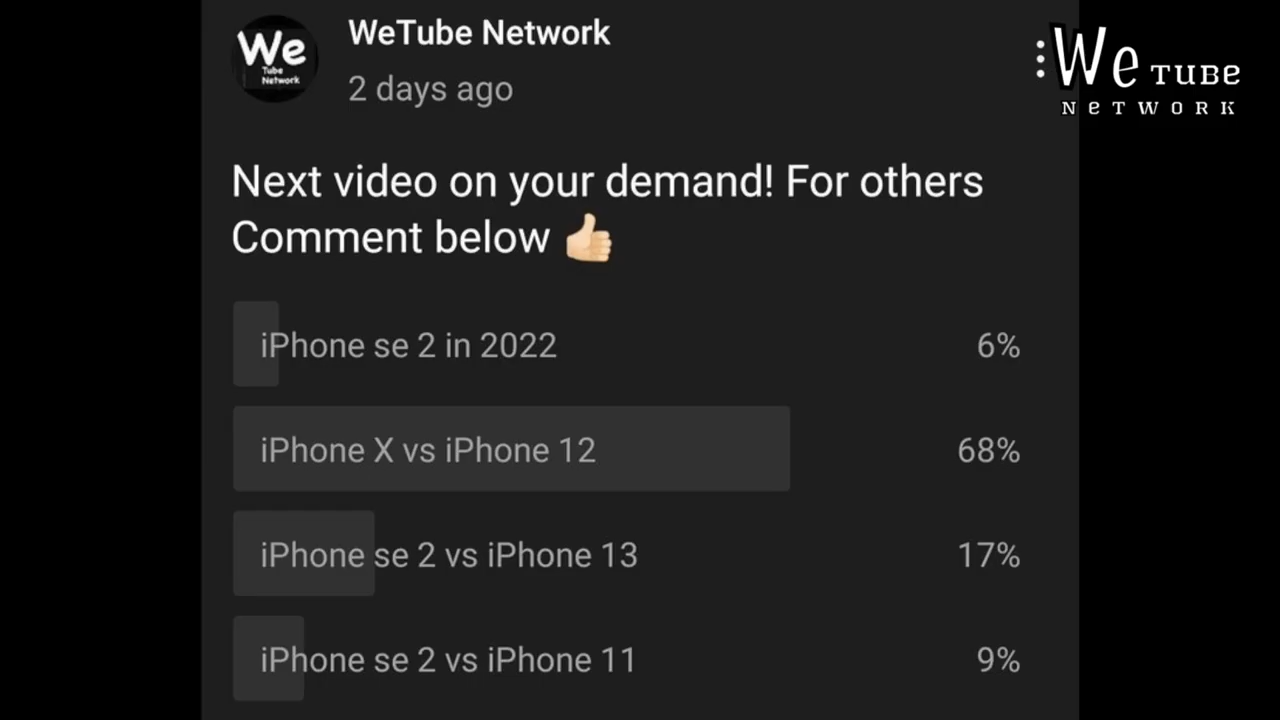 We
Tube
Network
WeTube Network
2 days ago
We TUBE
NETWORK
Next video on your demand! For others
Comment below 👍🏻
iPhone se 2 in 2022 6%
iPhone X vs iPhone 12 68%
iPhone se 2 vs iPhone 13 17%
iPhone se 2 vs iPhone 11 9%